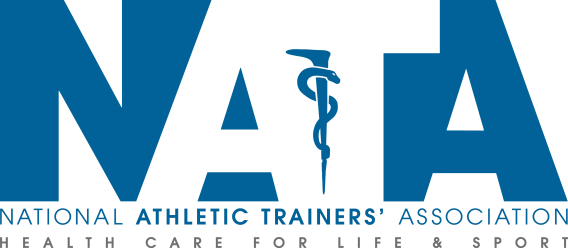 NATA
NATIONAL ATHLETIC TRAINERS' ASSOCIATION
HEALTH CARE FOR LIFE & SPORT